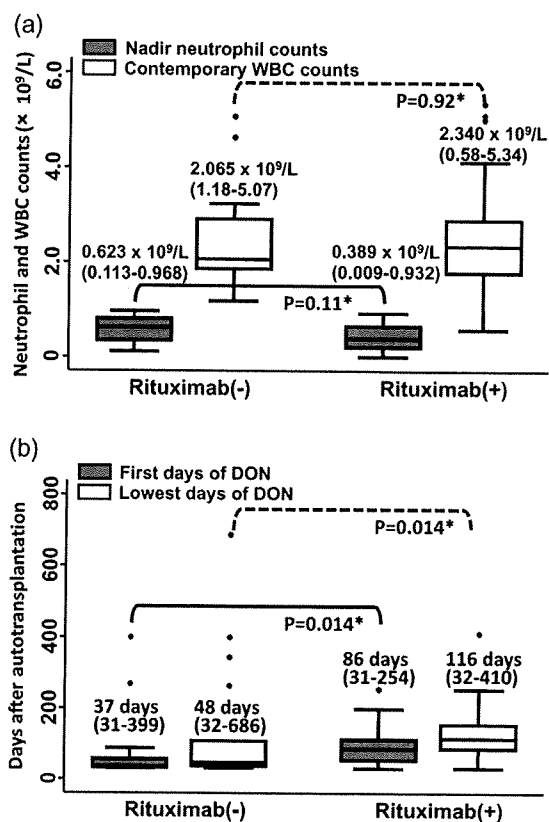 (a)
Nadir neutrophil counts
Contemporary WBC counts
Neutrophil and WBC counts (× 10⁹/L)
6.0
4.0
2.0
0
P=0.92*
2.340 x 10⁹/L
(0.58-5.34)
2.065 x 10⁹/L
(1.18-5.07)
0.623 x 10⁹/L
(0.113-0.968)
0.389 x 10⁹/L
(0.009-0.932)
P=0.11*
Rituximab(-)
Rituximab(+)
(b)
First days of DON
Lowest days of DON
Days after autotransplantation
800
600
400
200
0
P=0.014*
P=0.014*
37 days
(31-399)
48 days
(32-686)
86 days
(31-254)
116 days
(32-410)
Rituximab(-)
Rituximab(+)